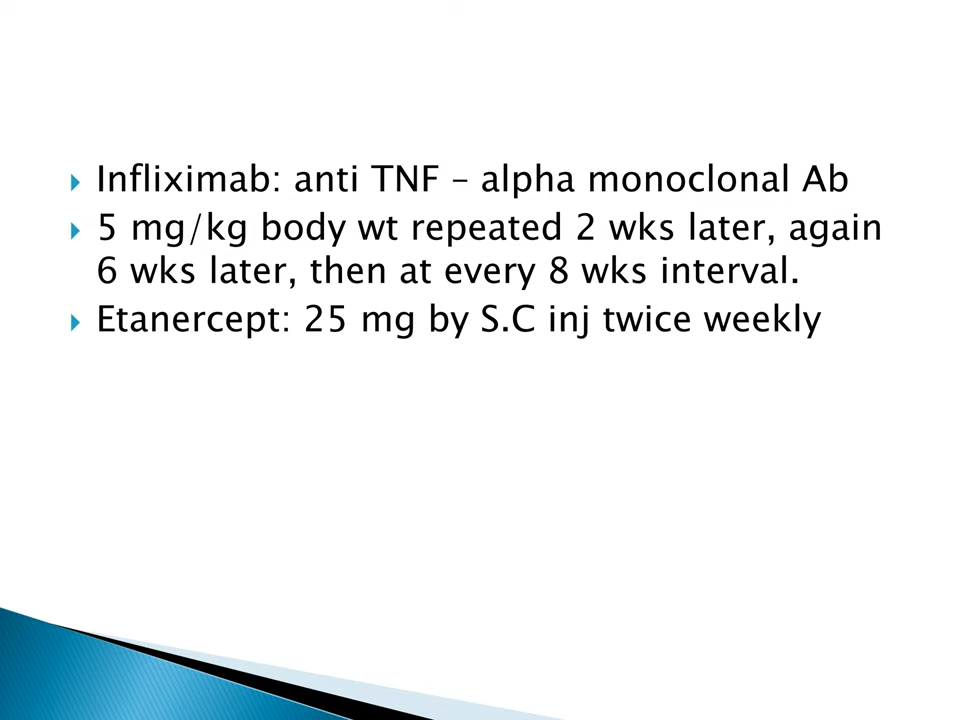 Infliximab: anti TNF – alpha monoclonal Ab
5 mg/kg body wt repeated 2 wks later, again
6 wks later, then at every 8 wks interval.
Etanercept: 25 mg by S.C inj twice weekly